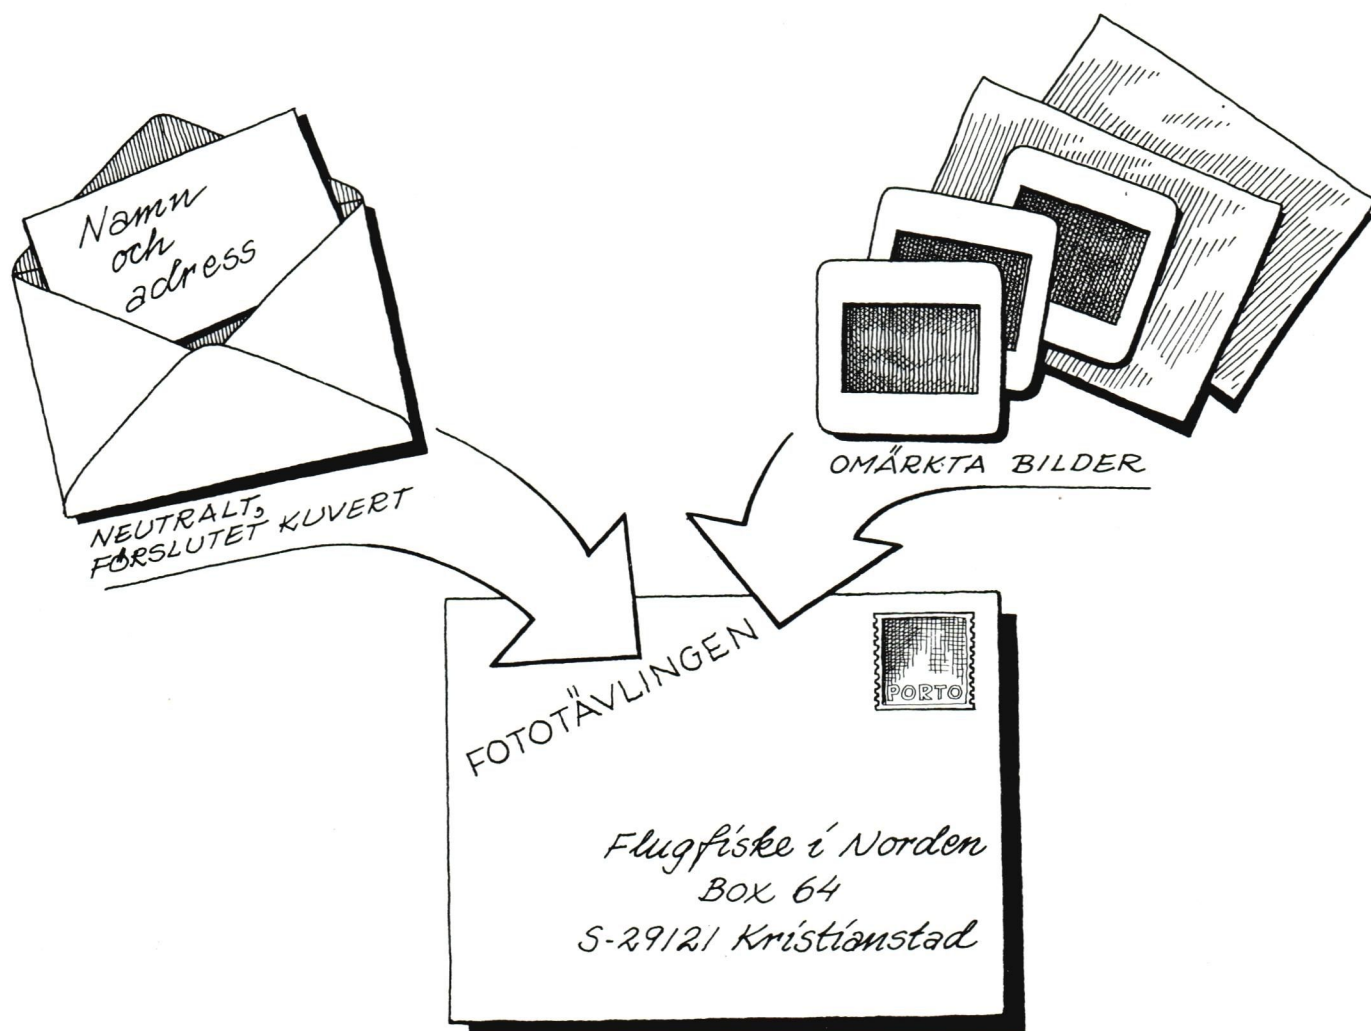 Namn
och
adress
NEUTRALT,
FÖRSLUTET KUVERT
OMÄRKTA BILDER
FOTOTÄVLINGEN
PORTO
Flugfiske i Norden
Box 64
S-29121 Kristianstad